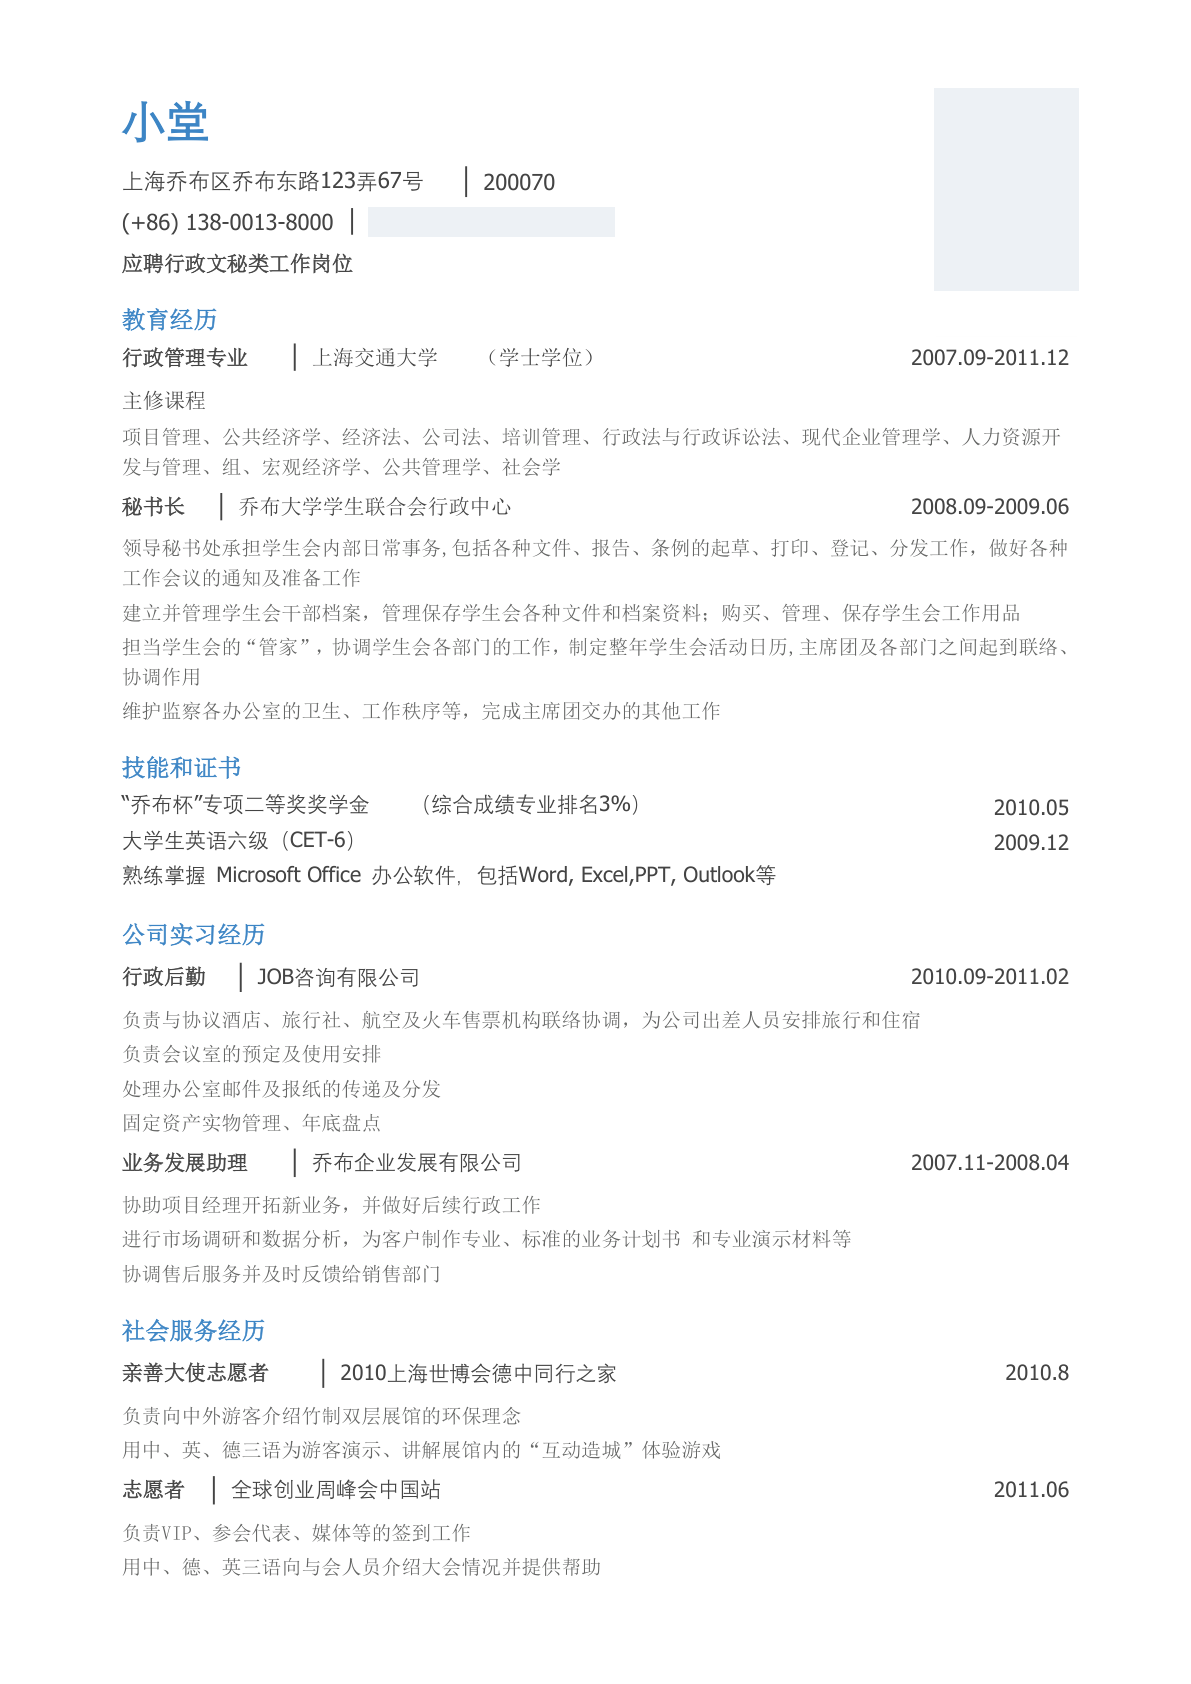 小堂
上海乔布区乔布东路123弄67号 | 200070
(+86) 138-0013-8000 |
应聘行政文秘类工作岗位
教育经历
行政管理专业 | 上海交通大学 （学士学位） 2007.09-2011.12
主修课程
项目管理、公共经济学、经济法、公司法、培训管理、行政法与行政诉讼法、现代企业管理学、人力资源开
发与管理、组、宏观经济学、公共管理学、社会学
秘书长 | 乔布大学学生联合会行政中心 2008.09-2009.06
领导秘书处承担学生会内部日常事务,包括各种文件、报告、条例的起草、打印、登记、分发工作，做好各种
工作会议的通知及准备工作
建立并管理学生会干部档案，管理保存学生会各种文件和档案资料；购买、管理、保存学生会工作用品
担当学生会的“管家”，协调学生会各部门的工作，制定整年学生会活动日历,主席团及各部门之间起到联络、
协调作用
维护监察各办公室的卫生、工作秩序等，完成主席团交办的其他工作
技能和证书
“乔布杯”专项二等奖奖学金 （综合成绩专业排名3%） 2010.05
大学生英语六级（CET-6） 2009.12
熟练掌握 Microsoft Office 办公软件，包括Word, Excel,PPT, Outlook等
公司实习经历
行政后勤 | JOB咨询有限公司 2010.09-2011.02
负责与协议酒店、旅行社、航空及火车售票机构联络协调，为公司出差人员安排旅行和住宿
负责会议室的预定及使用安排
处理办公室邮件及报纸的传递及分发
固定资产实物管理、年底盘点
业务发展助理 | 乔布企业发展有限公司 2007.11-2008.04
协助项目经理开拓新业务，并做好后续行政工作
进行市场调研和数据分析，为客户制作专业、标准的业务计划书 和专业演示材料等
协调售后服务并及时反馈给销售部门
社会服务经历
亲善大使志愿者 | 2010上海世博会德中同行之家 2010.8
负责向中外游客介绍竹制双层展馆的环保理念
用中、英、德三语为游客演示、讲解展馆内的“互动造城”体验游戏
志愿者 | 全球创业周峰会中国站 2011.06
负责VIP、参会代表、媒体等的签到工作
用中、德、英三语向与会人员介绍大会情况并提供帮助